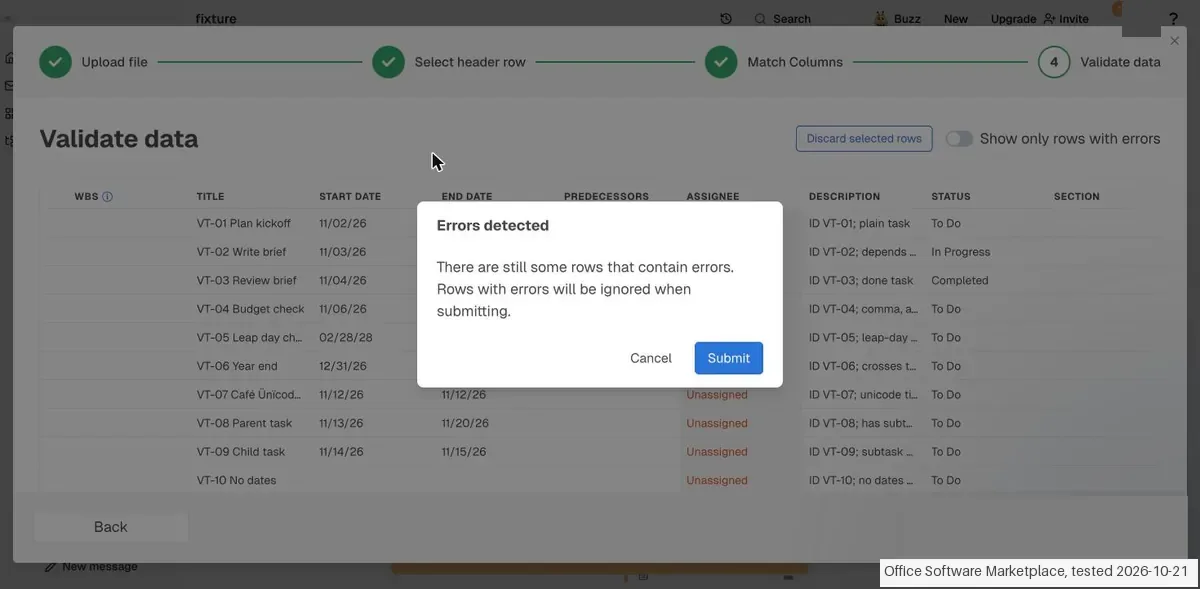 fixture
Search
Buzz
New
Upgrade
Invite
?
Upload file
Select header row
Match Columns
4
Validate data
Validate data
Discard selected rows
Show only rows with errors
WBS TITLE START DATE END DATE PREDECESSORS ASSIGNEE DESCRIPTION STATUS SECTION
VT-01 Plan kickoff 11/02/26 ID VT-01; plain task To Do
VT-02 Write brief 11/03/26 ID VT-02; depends ... In Progress
VT-03 Review brief 11/04/26 ID VT-03; done task Completed
VT-04 Budget check 11/06/26 ID VT-04; comma, a... To Do
VT-05 Leap day ch... 02/28/28 ID VT-05; leap-day ... To Do
VT-06 Year end 12/31/26 ID VT-06; crosses t... To Do
VT-07 Café Ünïcod... 11/12/26 11/12/26 Unassigned ID VT-07; unicode ti... To Do
VT-08 Parent task 11/13/26 11/20/26 Unassigned ID VT-08; has subt... To Do
VT-09 Child task 11/14/26 11/15/26 Unassigned ID VT-09; subtask ... To Do
VT-10 No dates Unassigned ID VT-10; no dates ... To Do
Errors detected
There are still some rows that contain errors.
Rows with errors will be ignored when
submitting.
Cancel
Submit
Back
New message
Office Software Marketplace, tested 2026-10-21